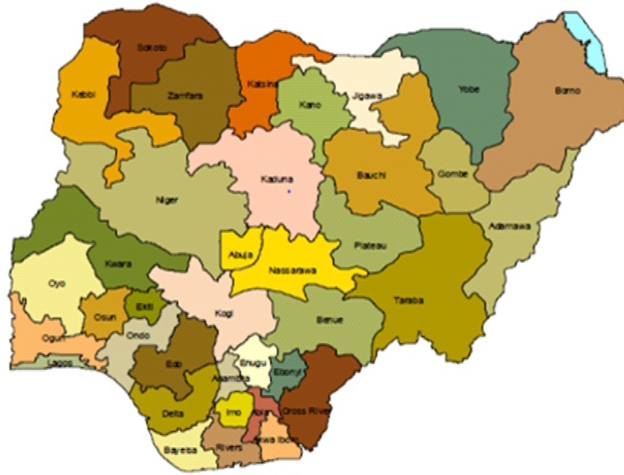 Sokoto
Kebbi
Zamfara
Katsina
Kano
Jigawa
Yobe
Borno
Kaduna
Bauchi
Gombe
Niger
Adamawa
Plateau
Abuja
Nassarawa
Kwara
Taraba
Oyo
Osun
Ekiti
Kogi
Benue
Ogun
Ondo
Lagos
Edo
Enugu
Ebonyi
Anambra
Delta
Imo
Abia
Cross River
Bayelsa
Rivers
Akwa Ibom